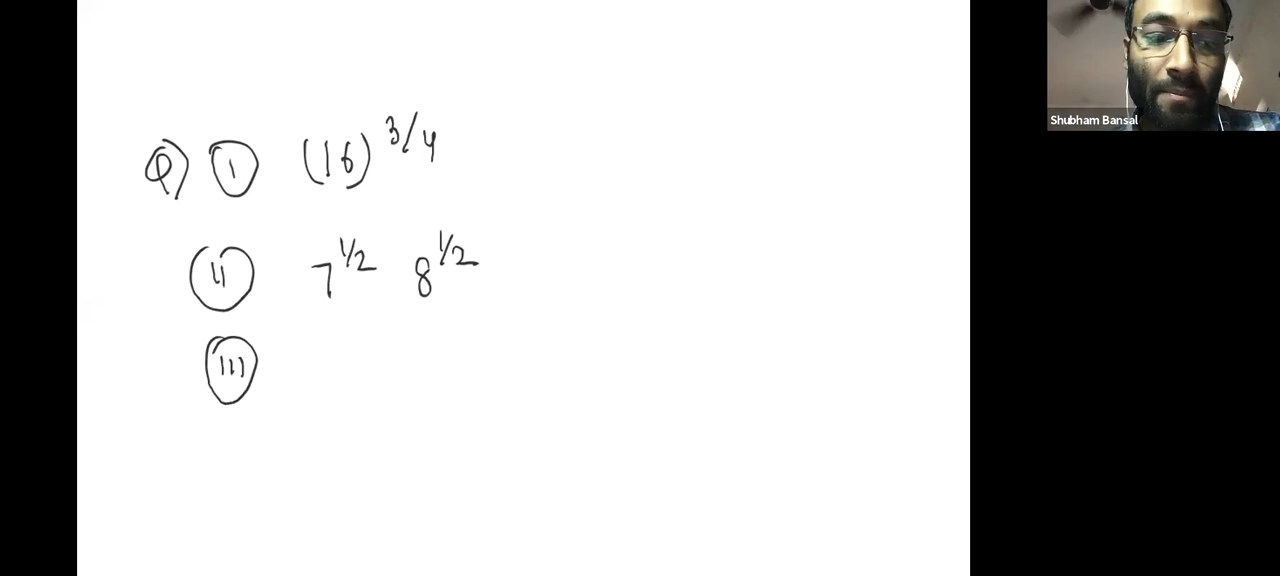 Q) (i) (16)^3/4
(ii) 7^1/2 8^1/2
(iii)
Shubham Bansal